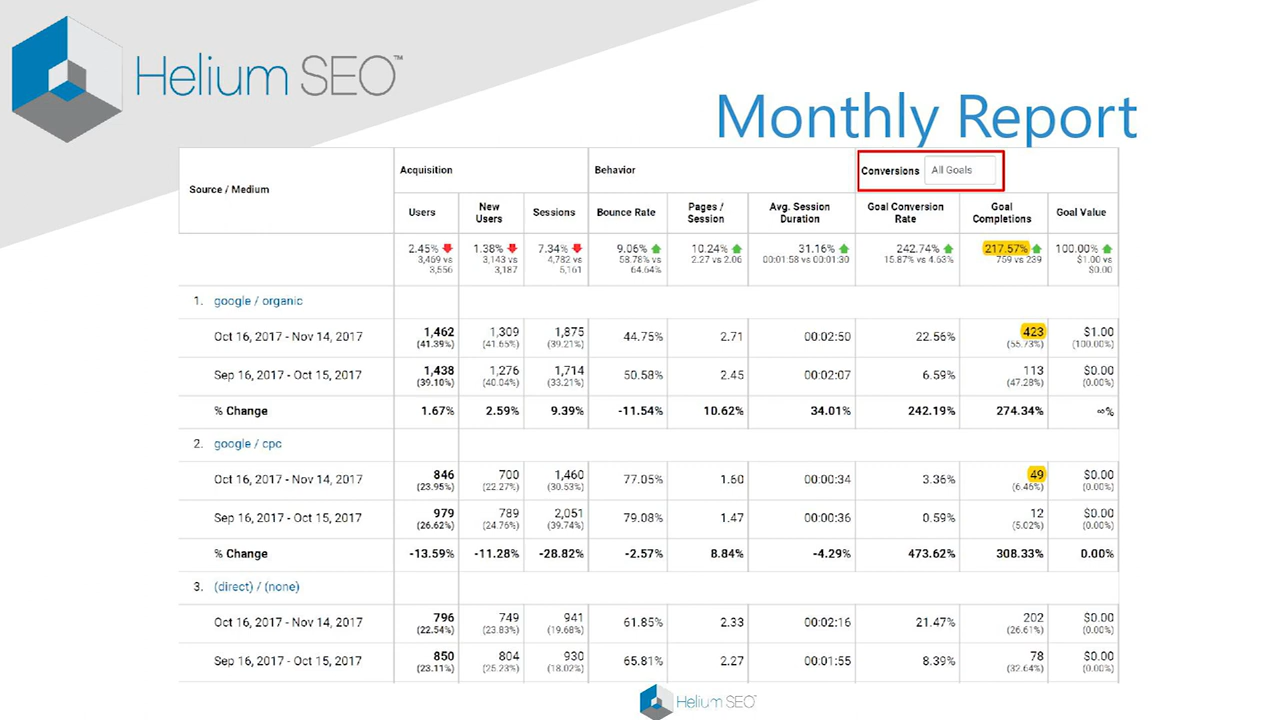 Helium SEO™
Monthly Report
Source / Medium
Acquisition
Behavior
Conversions All Goals
Users New Users Sessions Bounce Rate Pages / Session Avg. Session Duration Goal Conversion Rate Goal Completions Goal Value
2.45% 1.38% 7.34% 9.06% 10.24% 31.16% 242.74% 217.57% 100.00%
3,469 vs 3,556 3,143 vs 3,187 4,782 vs 5,161 58.78% vs 64.64% 2.27 vs 2.06 00:01:58 vs 00:01:30 15.87% vs 4.63% 759 vs 239 $1.00 vs $0.00
1. google / organic
Oct 16, 2017 - Nov 14, 2017 1,462 1,309 1,875 44.75% 2.71 00:02:50 22.56% 423 $1.00
(41.39%) (41.65%) (39.21%) (55.73%) (100.00%)
Sep 16, 2017 - Oct 15, 2017 1,438 1,276 1,714 50.58% 2.45 00:02:07 6.59% 113 $0.00
(39.10%) (40.04%) (33.21%) (47.28%) (0.00%)
% Change 1.67% 2.59% 9.39% -11.54% 10.62% 34.01% 242.19% 274.34% ∞%
2. google / cpc
Oct 16, 2017 - Nov 14, 2017 846 700 1,460 77.05% 1.60 00:00:34 3.36% 49 $0.00
(23.95%) (22.27%) (30.53%) (6.46%) (0.00%)
Sep 16, 2017 - Oct 15, 2017 979 789 2,051 79.08% 1.47 00:00:36 0.59% 12 $0.00
(26.62%) (24.76%) (39.74%) (5.02%) (0.00%)
% Change -13.59% -11.28% -28.82% -2.57% 8.84% -4.29% 473.62% 308.33% 0.00%
3. (direct) / (none)
Oct 16, 2017 - Nov 14, 2017 796 749 941 61.85% 2.33 00:02:16 21.47% 202 $0.00
(22.54%) (23.83%) (19.68%) (26.61%) (0.00%)
Sep 16, 2017 - Oct 15, 2017 850 804 930 65.81% 2.27 00:01:55 8.39% 78 $0.00
(23.11%) (25.23%) (18.02%) (32.64%) (0.00%)
Helium SEO™